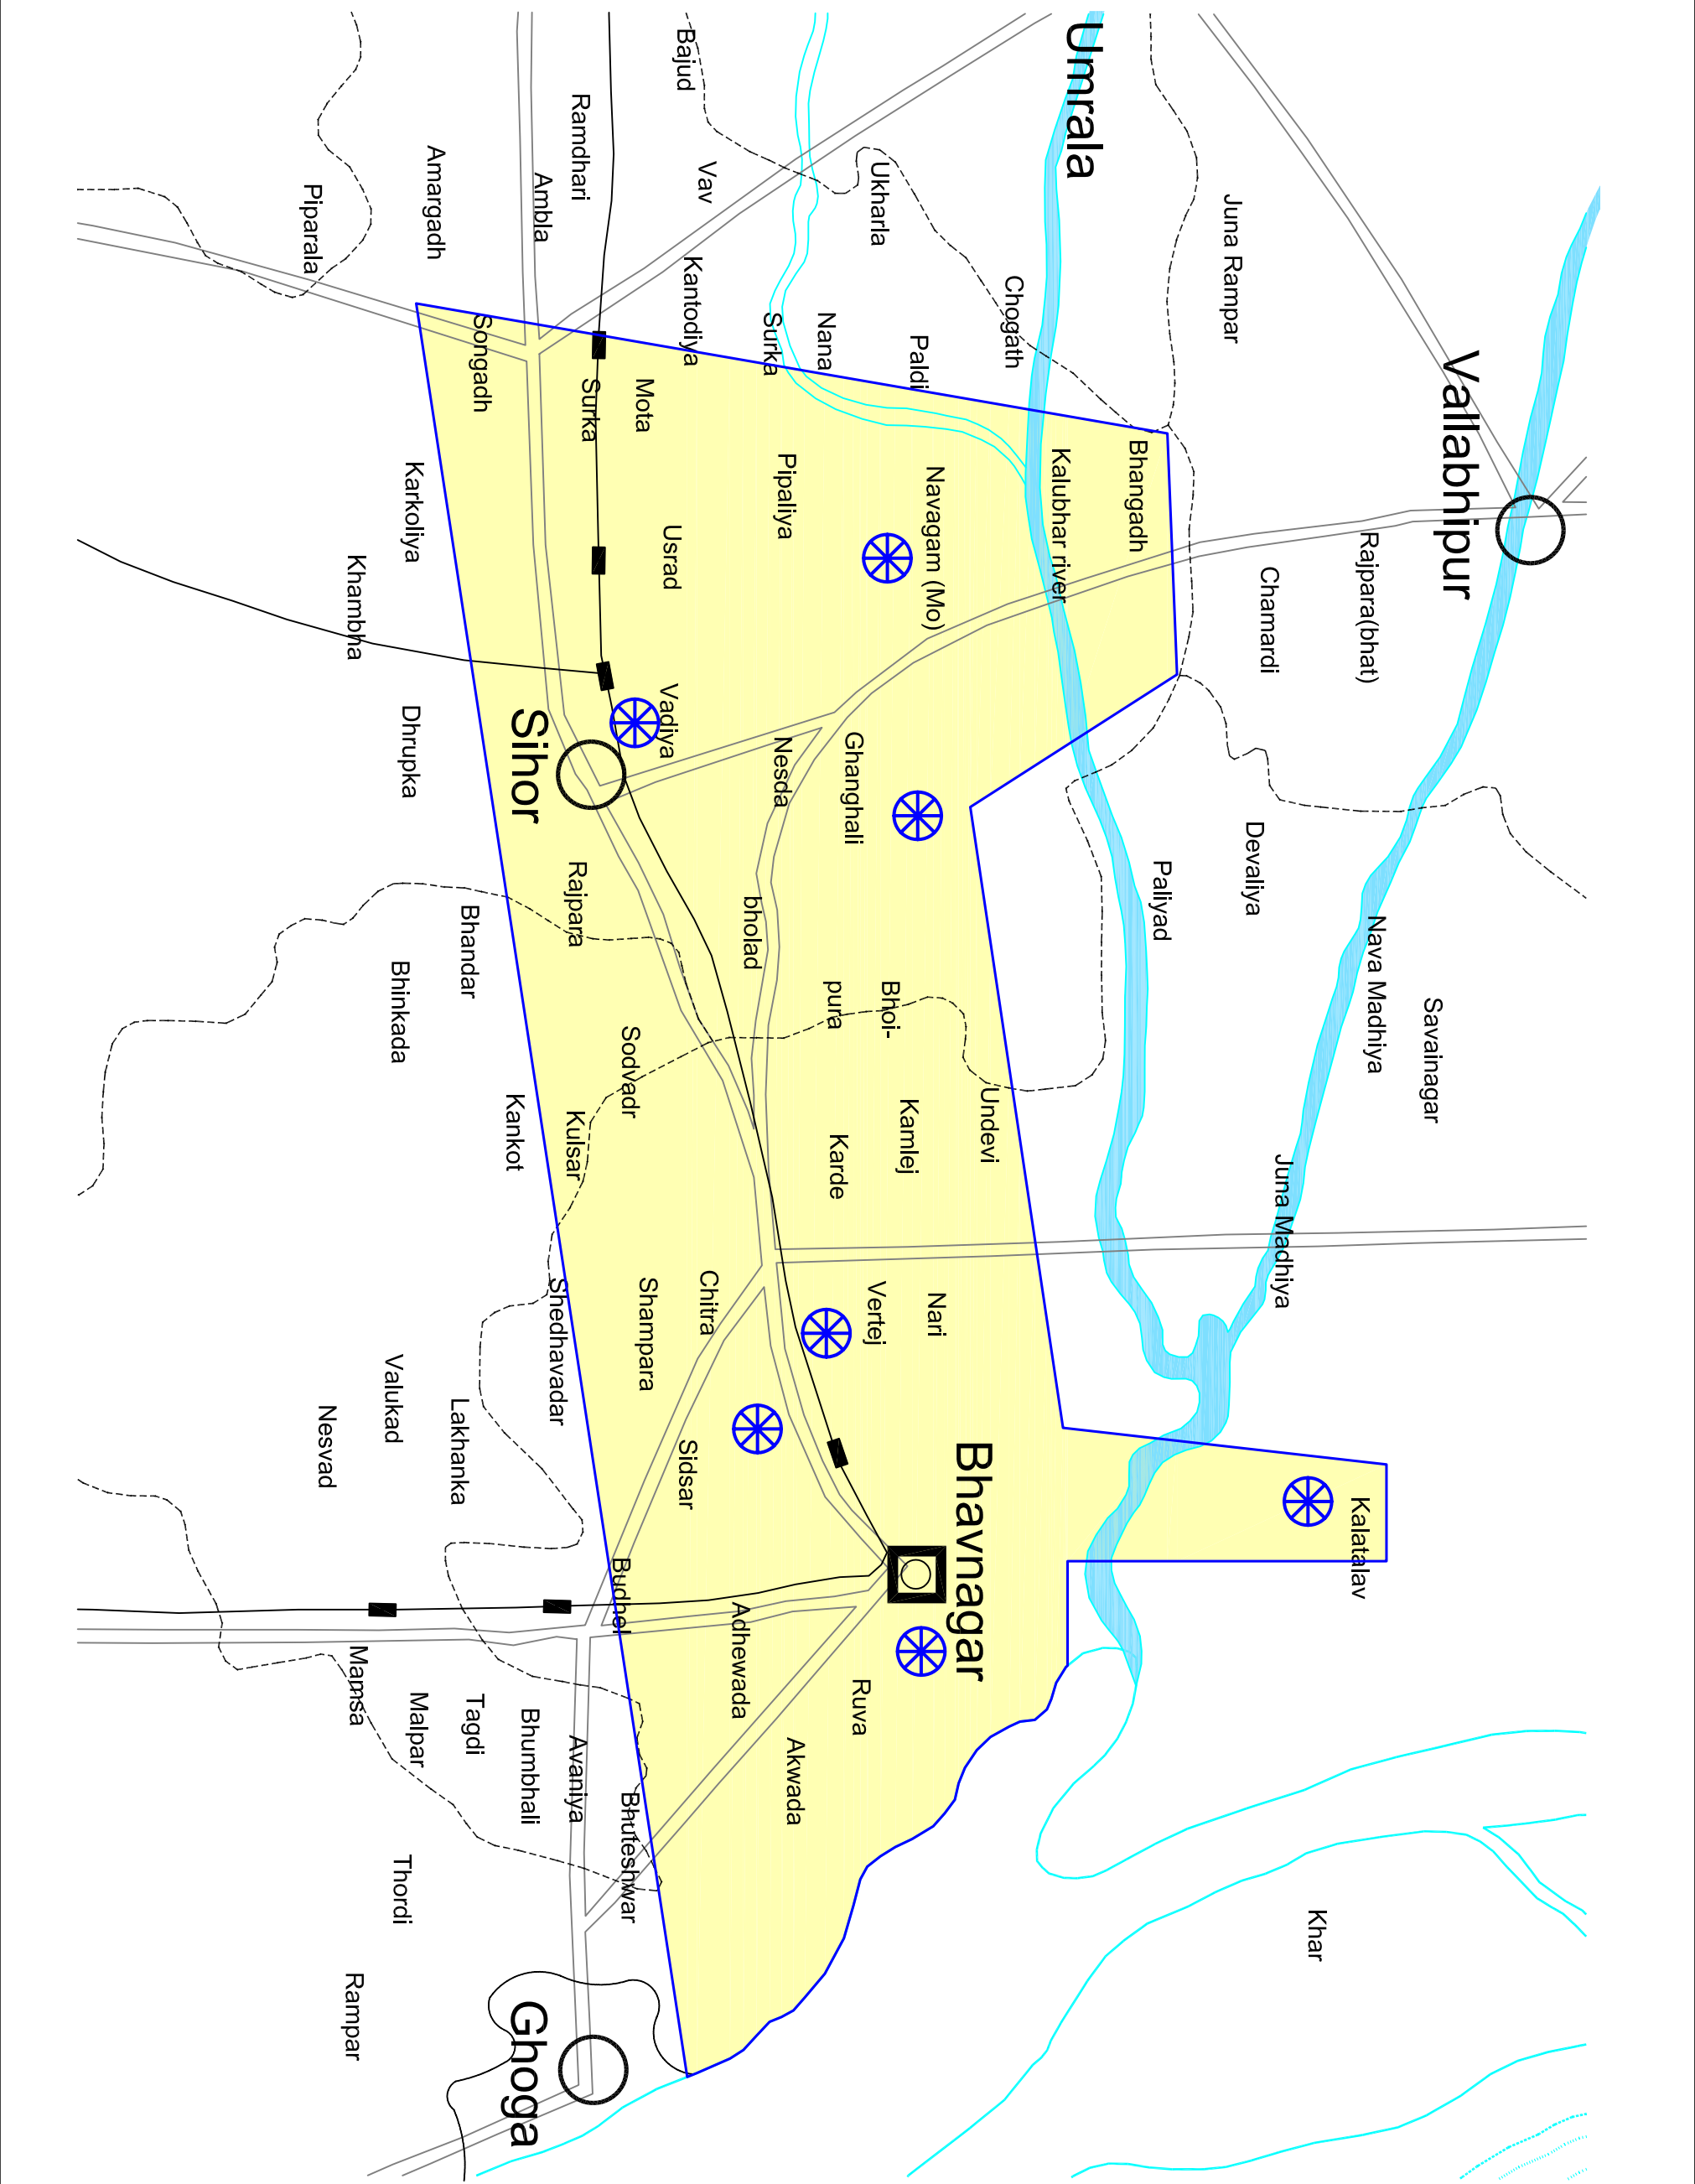 Vallabhipur
Savainagar
Nava Madhiya
Rajpara(bhat)
Kalatalav
Khar
Juna Madhiya
Chamardi
Devaliya
Juna Rampar
Paliyad
Bhangadh
Umrala
Kalubhar river
Chogath
Undevi
Bhavnagar
Navagam (Mo)
Nari
Paldi
Kamlej
Bhoi-
pura
Ukharla
Vertej
Ruva
Ghanghali
Karde
Nana
Surka
Akwada
Pipaliya
Nesda
bholad
Adhewada
Chitra
Vav
Kantodiya
Bajud
Sidsar
Usrad
Vadiya
Shampara
Mota
Surka
Sodvadr
Bhuteshwar
Budhel
Ramdhari
Rajpara
Kulsar
Avaniya
Shedhavadar
Ambla
Sihor
Bhumbhali
Ghogha
Kankot
Songadh
Tagdi
Bhandar
Lakhanka
Amargadh
Malpar
Karkoliya
Dhrupka
Bhinkada
Thordi
Valukad
Mamsa
Khambha
Rampar
Nesvad
Piparala